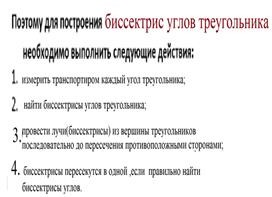 Поэтому для построения биссектрис углов треугольника
необходимо выполнить следующие действия:
1. измерить транспортиром каждый угол треугольника;
2. найти биссектрисы углов треугольника;
3. провести лучи(биссектрисы) из вершины треугольников
последовательно до пересечения противоположными сторонами;
4. биссектрисы пересекутся в одной ,если правильно найти
биссектрисы углов.